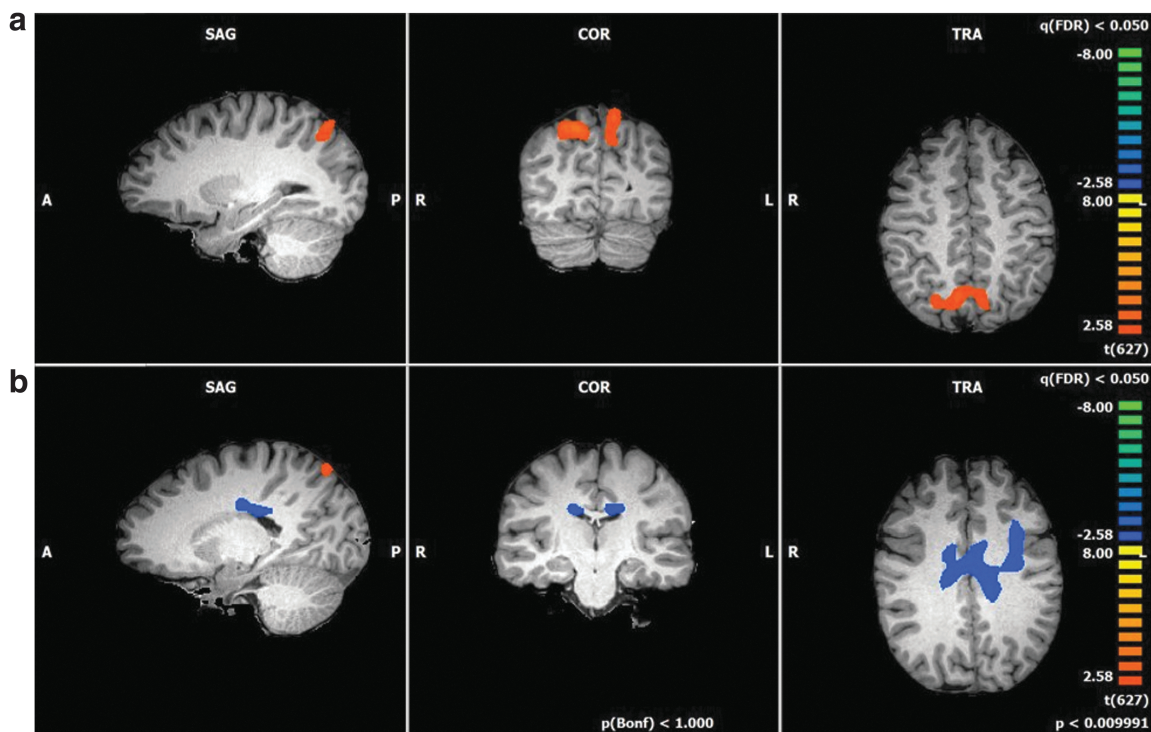 a
SAG
COR
TRA
q(FDR) < 0.050
-8.00
-2.58
8.00
A
P
R
L
R
L
2.58
t(627)
b
SAG
COR
TRA
q(FDR) < 0.050
-8.00
-2.58
8.00
A
P
R
L
R
L
2.58
t(627)
p(Bonf) < 1.000
p < 0.009991